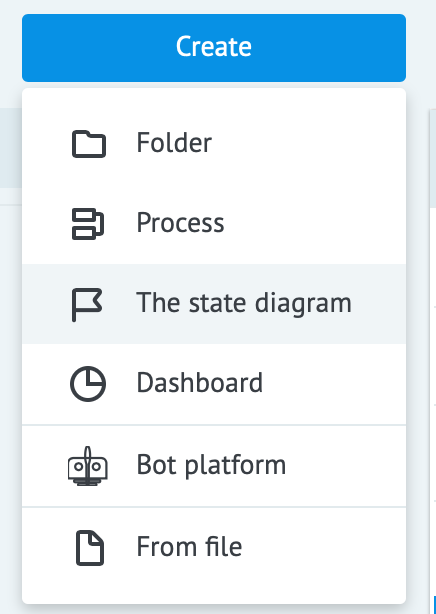 Create
Folder
Process
The state diagram
Dashboard
Bot platform
From file